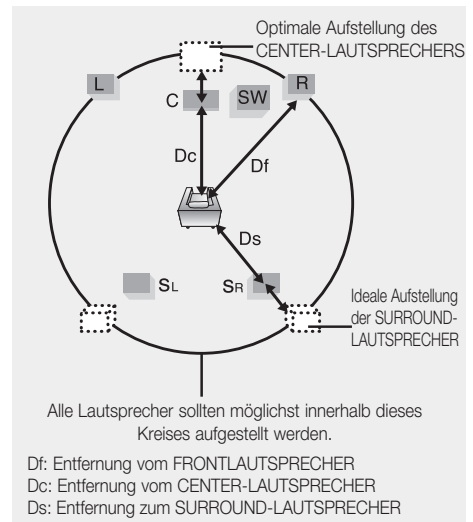 Optimale Aufstellung des
CENTER-LAUTSPRECHERS
L
R
C
SW
Dc
Df
Ds
SL
SR
Ideale Aufstellung
der SURROUND-
LAUTSPRECHER
Alle Lautsprecher sollten möglichst innerhalb dieses
Kreises aufgestellt werden.
Df: Entfernung vom FRONTLAUTSPRECHER
Dc: Entfernung vom CENTER-LAUTSPRECHER
Ds: Entfernung zum SURROUND-LAUTSPRECHER